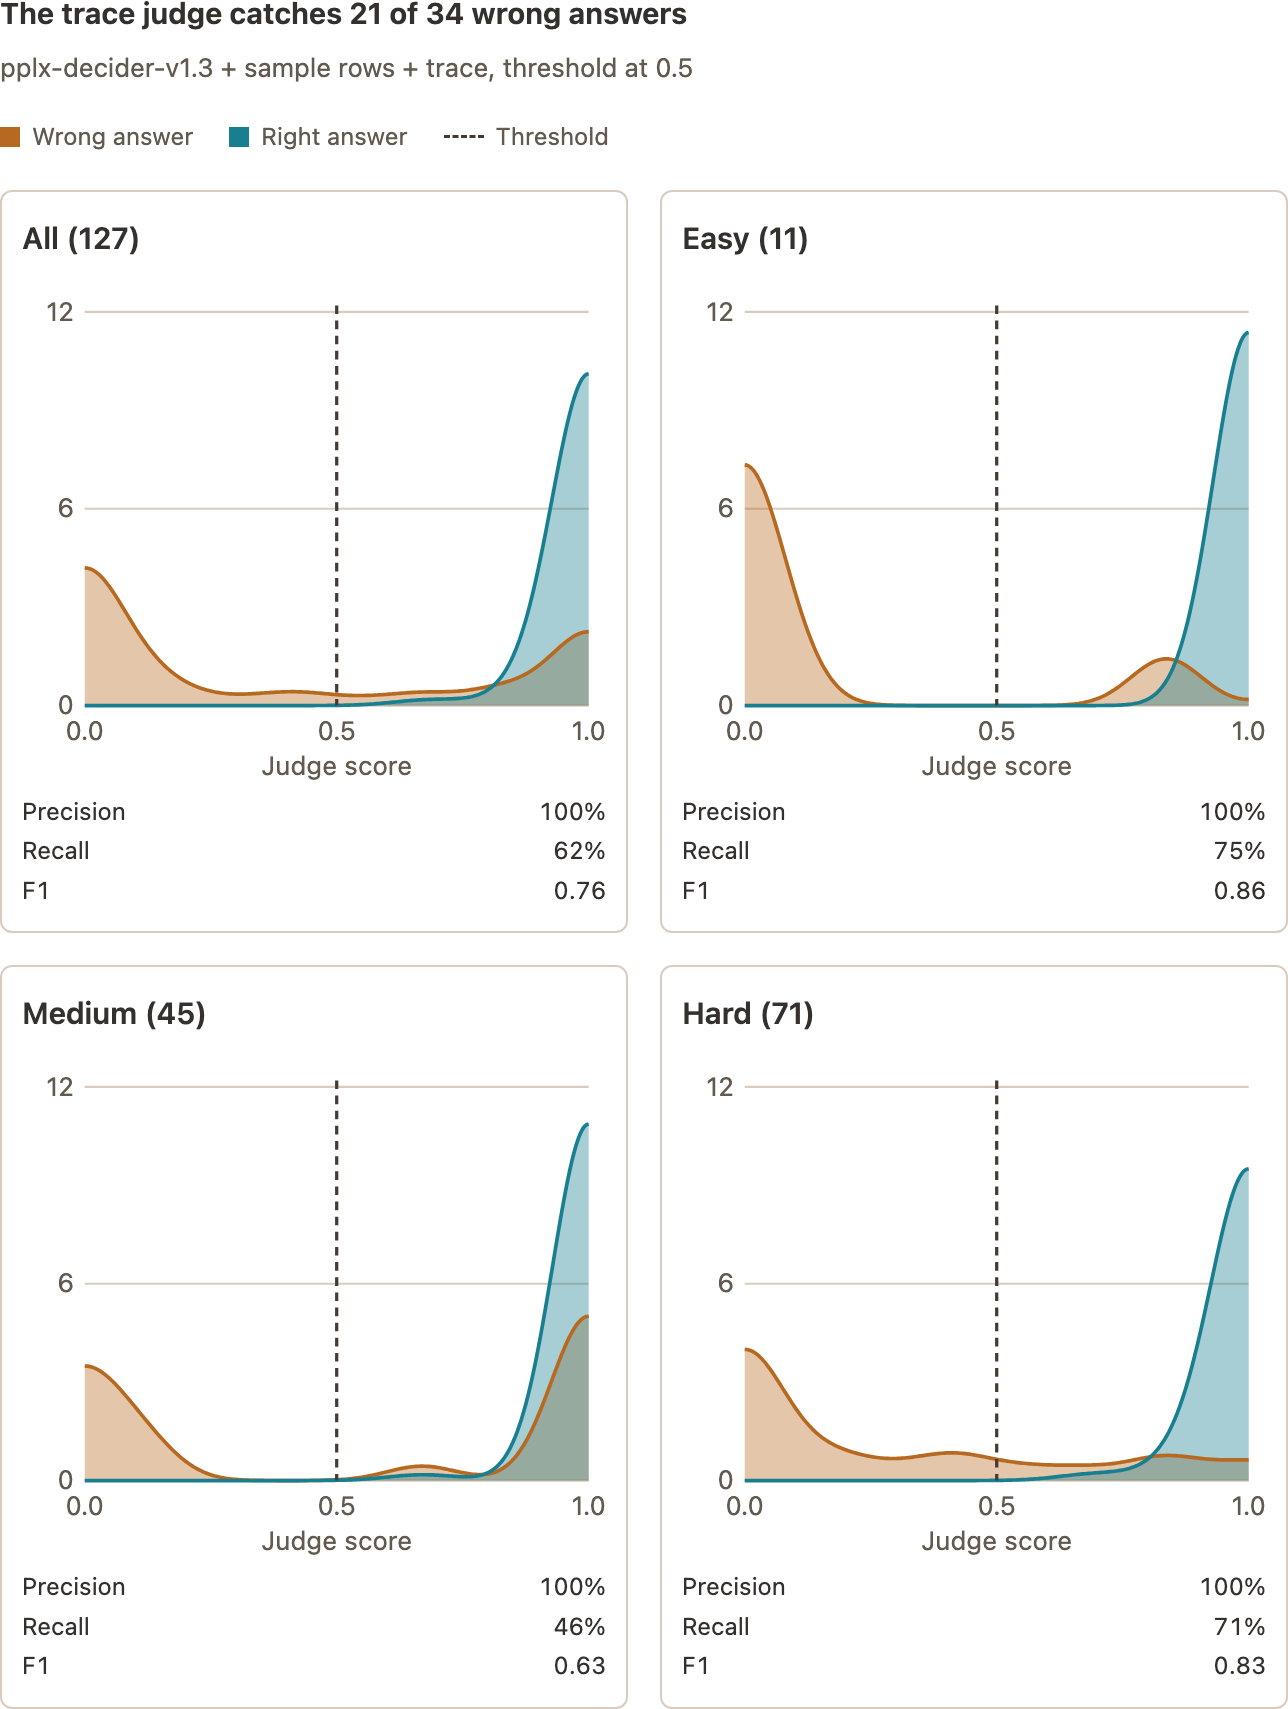 The trace judge catches 21 of 34 wrong answers
pplx-decider-v1.3 + sample rows + trace, threshold at 0.5
Wrong answer Right answer Threshold
All (127)
12
6
0
0.0 0.5 1.0
Judge score
Precision 100%
Recall 62%
F1 0.76
Easy (11)
12
6
0
0.0 0.5 1.0
Judge score
Precision 100%
Recall 75%
F1 0.86
Medium (45)
12
6
0
0.0 0.5 1.0
Judge score
Precision 100%
Recall 46%
F1 0.63
Hard (71)
12
6
0
0.0 0.5 1.0
Judge score
Precision 100%
Recall 71%
F1 0.83